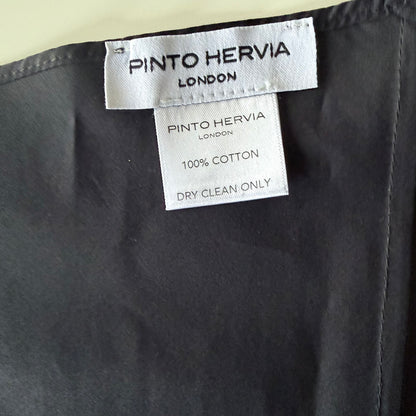 PINTO HERVIA
LONDON
PINTO HERVIA
LONDON
100% COTTON
DRY CLEAN ONLY